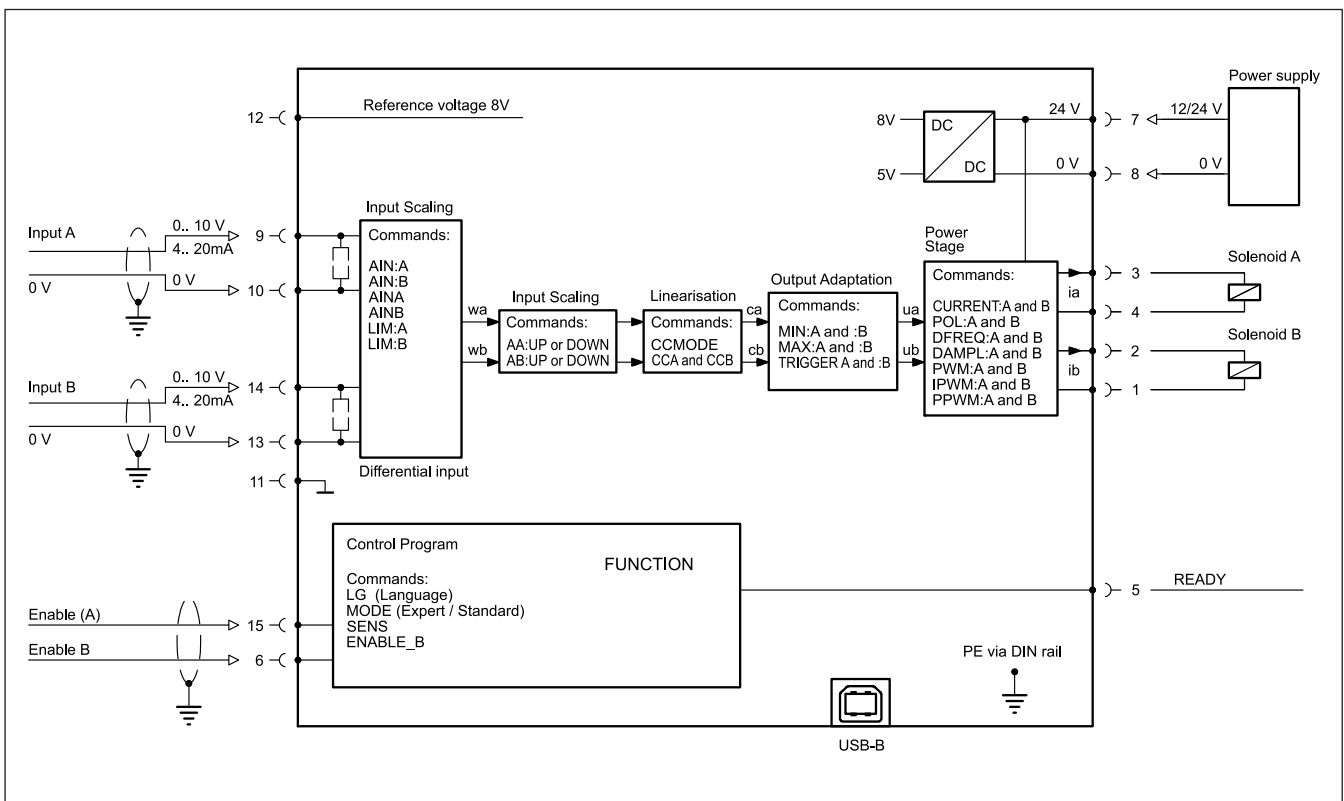 Power supply
Reference voltage 8V
12
8V
DC
DC
5V
24 V
7
12/24 V
0 V
8
0 V
Input Scaling
Input A
0.. 10 V
9
4.. 20mA
0 V
0 V
10
Commands:
AIN:A
AIN:B
AINA
AINB
LIM:A
LIM:B
wa
wb
Input Scaling
Commands:
AA:UP or DOWN
AB:UP or DOWN
Linearisation
Commands:
CCMODE
CCA and CCB
ca
cb
Output Adaptation
Commands:
MIN:A and :B
MAX:A and :B
TRIGGER A and :B
ua
ub
Power
Stage
Commands:
CURRENT:A and B
POL:A and B
DFREQ:A and B
DAMPL:A and B
PWM:A and B
IPWM:A and B
PPWM:A and B
ia
ib
3
4
2
1
Solenoid A
Solenoid B
Input B
0.. 10 V
14
4.. 20mA
0 V
0 V
13
Differential input
11
Control Program
FUNCTION
Commands:
LG (Language)
MODE (Expert / Standard)
SENS
ENABLE_B
Enable (A)
15
Enable B
6
5
READY
PE via DIN rail
USB-B